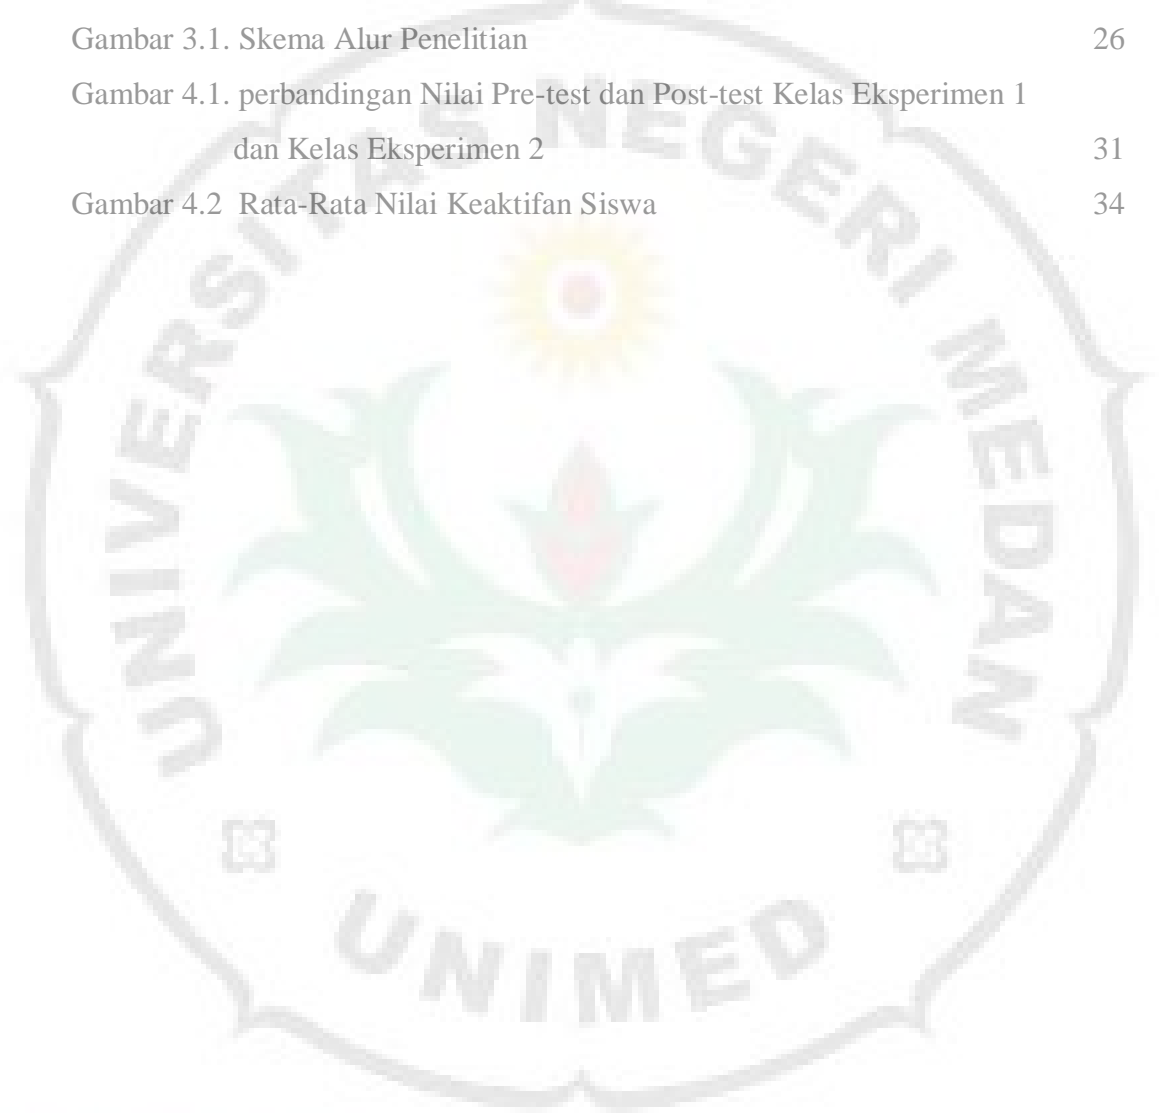 Gambar 3.1. Skema Alur Penelitian 26
Gambar 4.1. perbandingan Nilai Pre-test dan Post-test Kelas Eksperimen 1
dan Kelas Eksperimen 2 31
Gambar 4.2 Rata-Rata Nilai Keaktifan Siswa 34
UNIVERSITAS NEGERI MEDAN
UNIMED